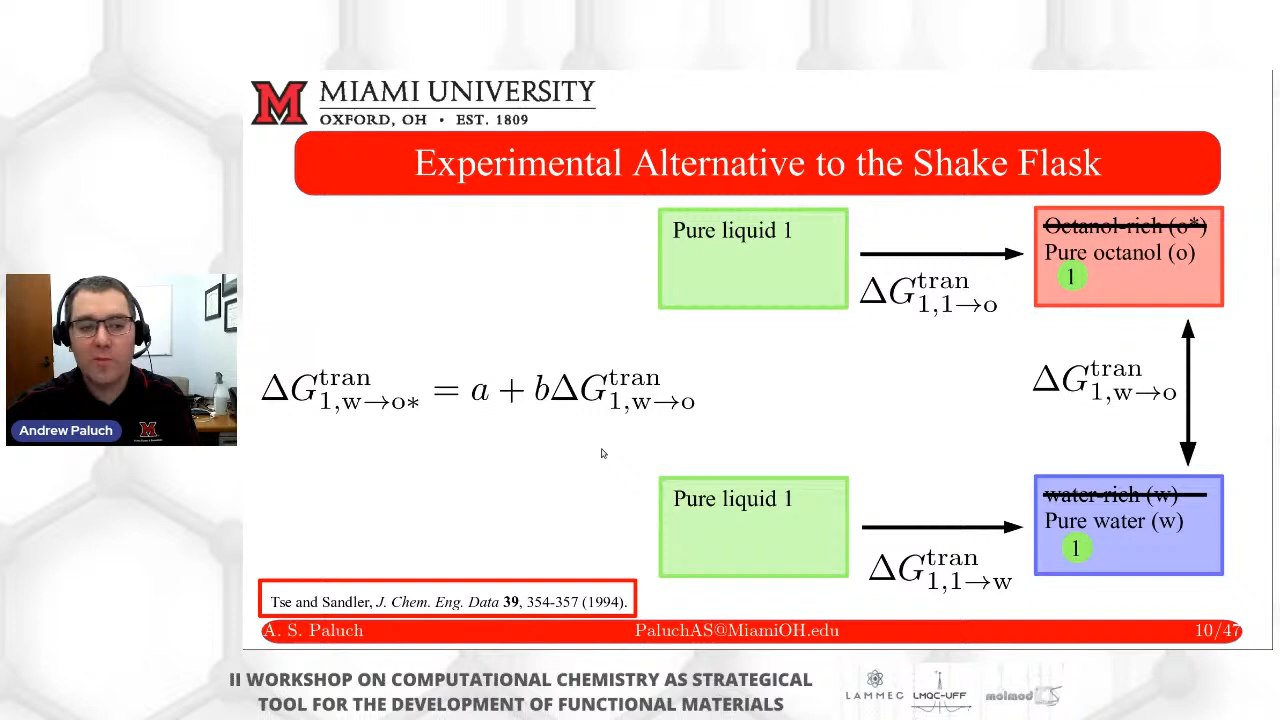 MIAMI UNIVERSITY
OXFORD, OH • EST. 1809
Experimental Alternative to the Shake Flask
Pure liquid 1
ΔG^tran_1,1→o
Octanol-rich (o*)
Pure octanol (o)
1
ΔG^tran_1,w→o* = a + bΔG^tran_1,w→o
ΔG^tran_1,w→o
Andrew Paluch
Pure liquid 1
ΔG^tran_1,1→w
water-rich (w)
Pure water (w)
1
Tse and Sandler, J. Chem. Eng. Data 39, 354-357 (1994).
A. S. Paluch PaluchAS@MiamiOH.edu 10/47
II WORKSHOP ON COMPUTATIONAL CHEMISTRY AS STRATEGICAL
TOOL FOR THE DEVELOPMENT OF FUNCTIONAL MATERIALS
LAMMEC LMQC-UFF molmodCS